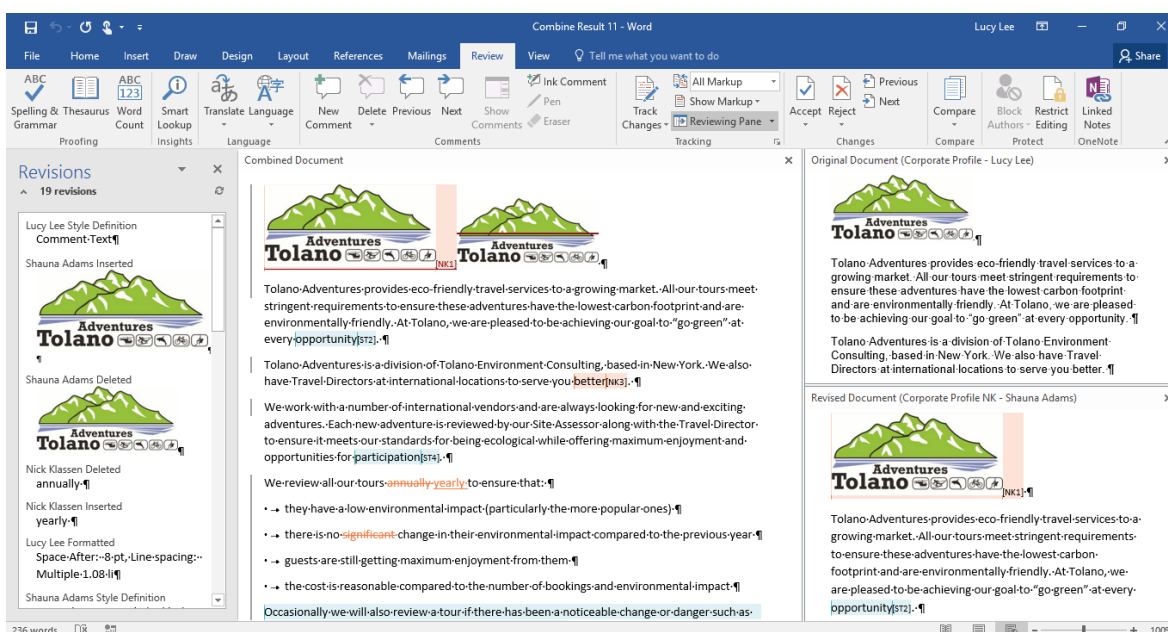 Combine Result 11 - Word
Lucy Lee
File Home Insert Draw Design Layout References Mailings Review View Tell me what you want to do Share
ABC
Spelling & Grammar
Thesaurus
ABC 123
Word Count
Smart Lookup
Translate
Language
New Comment
Delete
Previous
Next
Show Comments
Ink Comment
Pen
Eraser
Track Changes
All Markup
Show Markup
Reviewing Pane
Accept
Reject
Previous
Next
Compare
Block Authors
Restrict Editing
Linked Notes
Proofing Insights Language Comments Tracking Changes Compare Protect OneNote
Revisions
19 revisions
Lucy Lee Style Definition
Comment·Text¶
Shauna Adams Inserted
Adventures
Tolano
¶
Shauna Adams Deleted
Adventures
Tolano ¶
Nick Klassen Deleted
annually·¶
Nick Klassen Inserted
yearly·¶
Lucy Lee Formatted
Space·After:··8·pt,·Line·spacing:··
Multiple·1.08·li¶
Shauna Adams Style Definition
Combined Document
Adventures
Tolano [NK1]
Adventures
Tolano ·¶
Tolano·Adventures·provides·eco-friendly·travel·services·to·a·growing·market.·All·our·tours·meet·
stringent·requirements·to·ensure·these·adventures·have·the·lowest·carbon·footprint·and·are·
environmentally·friendly.·At·Tolano,·we·are·pleased·to·be·achieving·our·goal·to·“go·green”·at·
every·opportunity[ST2].·¶
Tolano·Adventures·is·a·division·of·Tolano·Environment·Consulting,·based·in·New·York.·We·also·
have·Travel·Directors·at·international·locations·to·serve·you·better[NK3].·¶
We·work·with·a·number·of·international·vendors·and·are·always·looking·for·new·and·exciting·
adventures.·Each·new·adventure·is·reviewed·by·our·Site·Assessor·along·with·the·Travel·Director·
to·ensure·it·meets·our·standards·for·being·ecological·while·offering·maximum·enjoyment·and·
opportunities·for·participation[ST4].·¶
We·review·all·our·tours·annually·yearly·to·ensure·that:·¶
•→they·have·a·low·environmental·impact·(particularly·the·more·popular·ones)·¶
•→there·is·no·significant·change·in·their·environmental·impact·compared·to·the·previous·year·¶
•→guests·are·still·getting·maximum·enjoyment·from·them·¶
•→the·cost·is·reasonable·compared·to·the·number·of·bookings·and·environmental·impact·¶
Occasionally·we·will·also·review·a·tour·if·there·has·been·a·noticeable·change·or·danger·such·as·
Original Document (Corporate Profile - Lucy Lee)
Adventures
Tolano ¶
Tolano·Adventures·provides·eco-friendly·travel·services·to·a·
growing·market.·All·our·tours·meet·stringent·requirements·to·
ensure·these·adventures·have·the·lowest·carbon·footprint·
and·are·environmentally·friendly.·At·Tolano,·we·are·pleased·
to·be·achieving·our·goal·to·“go·green”·at·every·opportunity.·¶
Tolano·Adventures·is·a·division·of·Tolano·Environment·
Consulting,·based·in·New·York.·We·also·have·Travel·
Directors·at·international·locations·to·serve·you·better.·¶
Revised Document (Corporate Profile NK - Shauna Adams)
Adventures
Tolano [NK1]·¶
Tolano·Adventures·provides·eco-friendly·travel·services·to·a·
growing·market.·All·our·tours·meet·stringent·requirements·
to·ensure·these·adventures·have·the·lowest·carbon·
footprint·and·are·environmentally·friendly.·At·Tolano,·we·
are·pleased·to·be·achieving·our·goal·to·“go·green”·at·every·
opportunity[ST2].·¶
236 words
100%